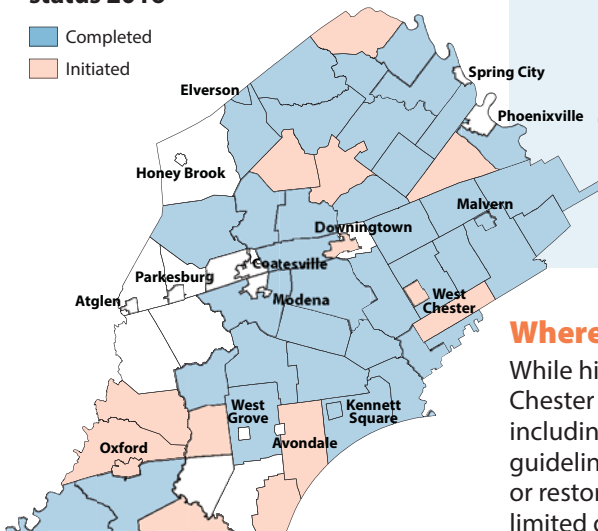 Completed
Initiated
Spring City
Elverson
Phoenixville
Honey Brook
Malvern
Downingtown
Coatesville
Parkesburg
Atglen
Modena
West
Chester
West
Grove
Kennett
Square
Avondale
Oxford
Where
While hi
Chester
includin
guidelin
or restor